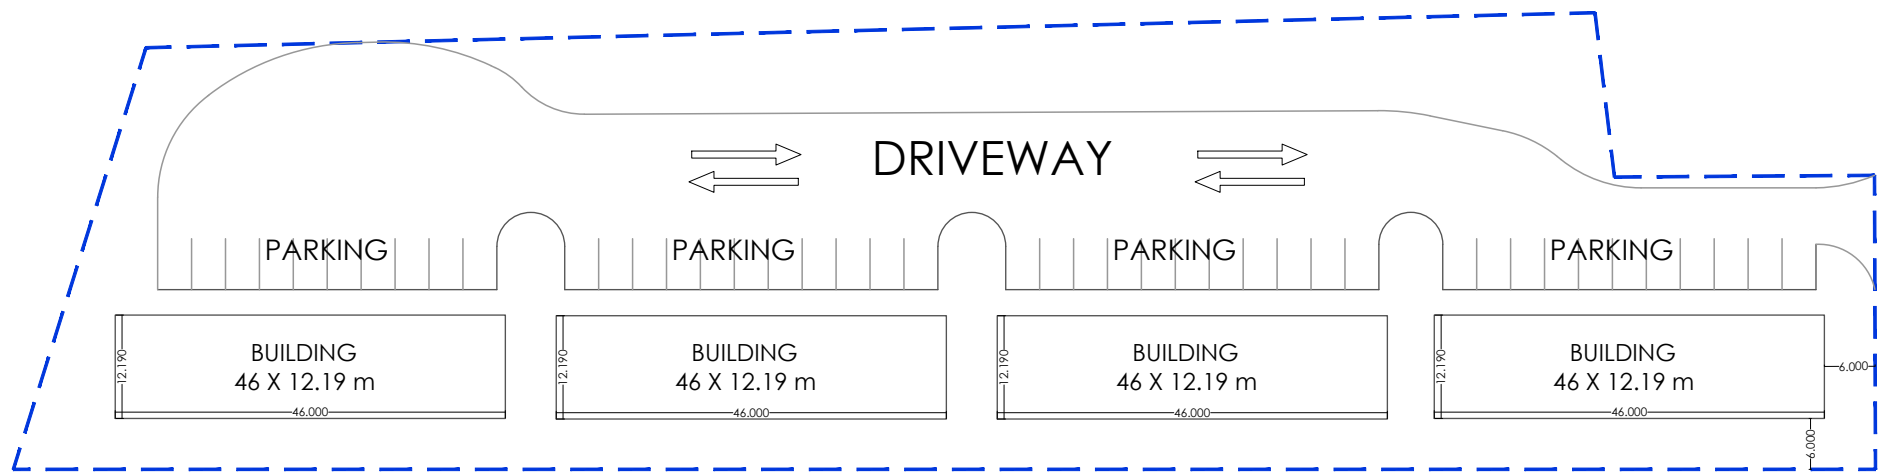 DRIVEWAY
PARKING PARKING PARKING PARKING
BUILDING
46 X 12.19 m
12.190
46.000
BUILDING
46 X 12.19 m
12.190
46.000
BUILDING
46 X 12.19 m
12.190
46.000
BUILDING
46 X 12.19 m
12.190
46.000
6.000
6.000